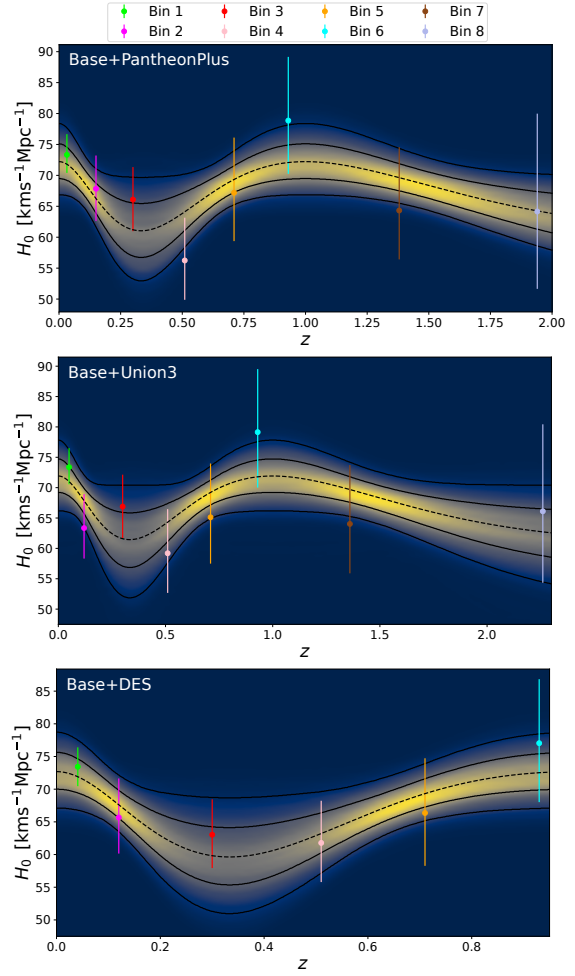 Bin 1 Bin 3 Bin 5 Bin 7
Bin 2 Bin 4 Bin 6 Bin 8
Base+PantheonPlus
H₀ [kms⁻¹Mpc⁻¹]
90
85
80
75
70
65
60
55
50
0.00 0.25 0.50 0.75 1.00 1.25 1.50 1.75 2.00
z
Base+Union3
H₀ [kms⁻¹Mpc⁻¹]
90
85
80
75
70
65
60
55
50
0.0 0.5 1.0 1.5 2.0
z
Base+DES
H₀ [kms⁻¹Mpc⁻¹]
85
80
75
70
65
60
55
50
0.0 0.2 0.4 0.6 0.8
z